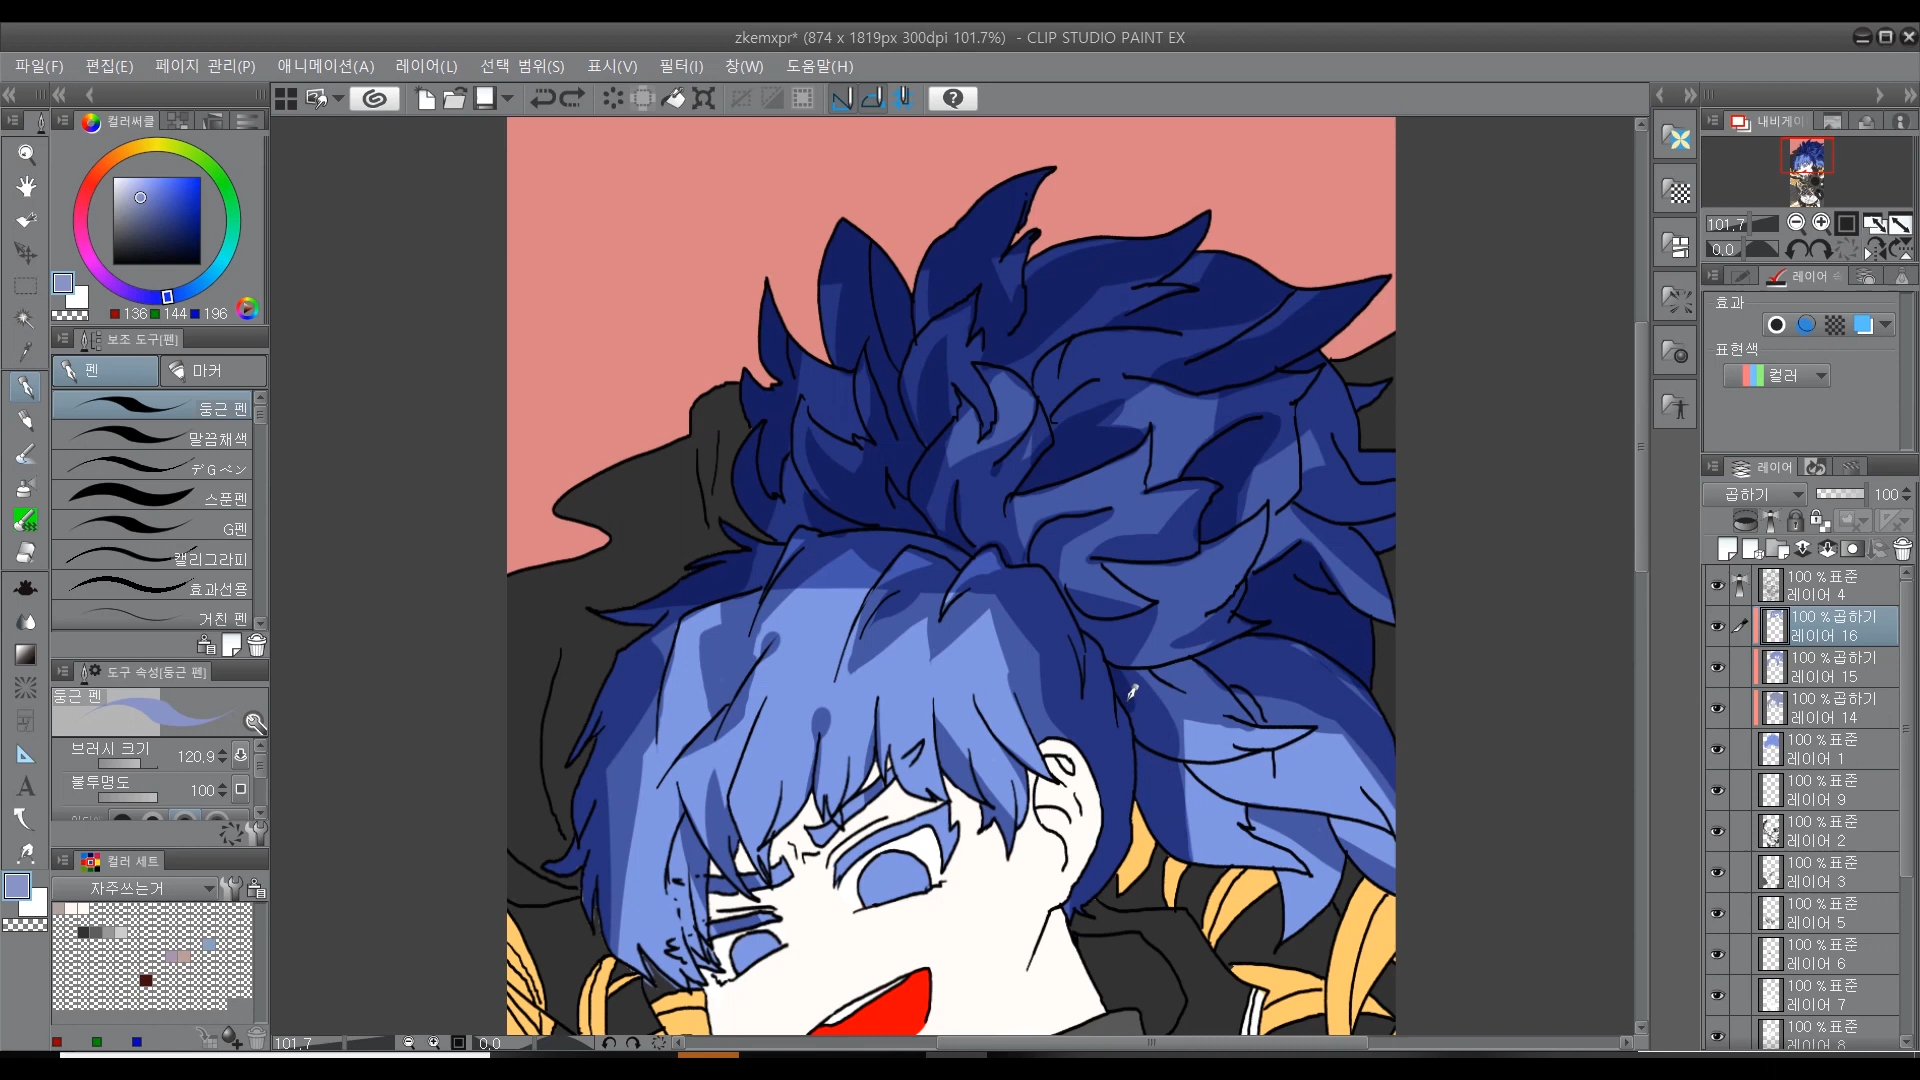 zkemxpr* (874 x 1819px 300dpi 101.7%) - CLIP STUDIO PAINT EX
파일(F) 편집(E) 페이지 관리(P) 애니메이션(A) 레이어(L) 선택 범위(S) 표시(V) 필터(I) 창(W) 도움말(H)
컬러써클
136 144 196
보조 도구[펜]
펜 마커
둥근 펜
말끔채색
デGペン
스푼펜
G펜
캘리그라피
효과선용
거친 펜
도구 속성[둥근 펜]
둥근 펜
브러시 크기 120.9
불투명도 100
컬러 세트
자주쓰는거
101.7 0.0
내비게이
101.7
0.0
레이어 속
효과
표현색
컬러
레이어
곱하기 100
100 %표준
레이어 4
100 %곱하기
레이어 16
100 %곱하기
레이어 15
100 %곱하기
레이어 14
100 %표준
레이어 1
100 %표준
레이어 9
100 %표준
레이어 2
100 %표준
레이어 3
100 %표준
레이어 5
100 %표준
레이어 6
100 %표준
레이어 7
100 %표준
레이어 8